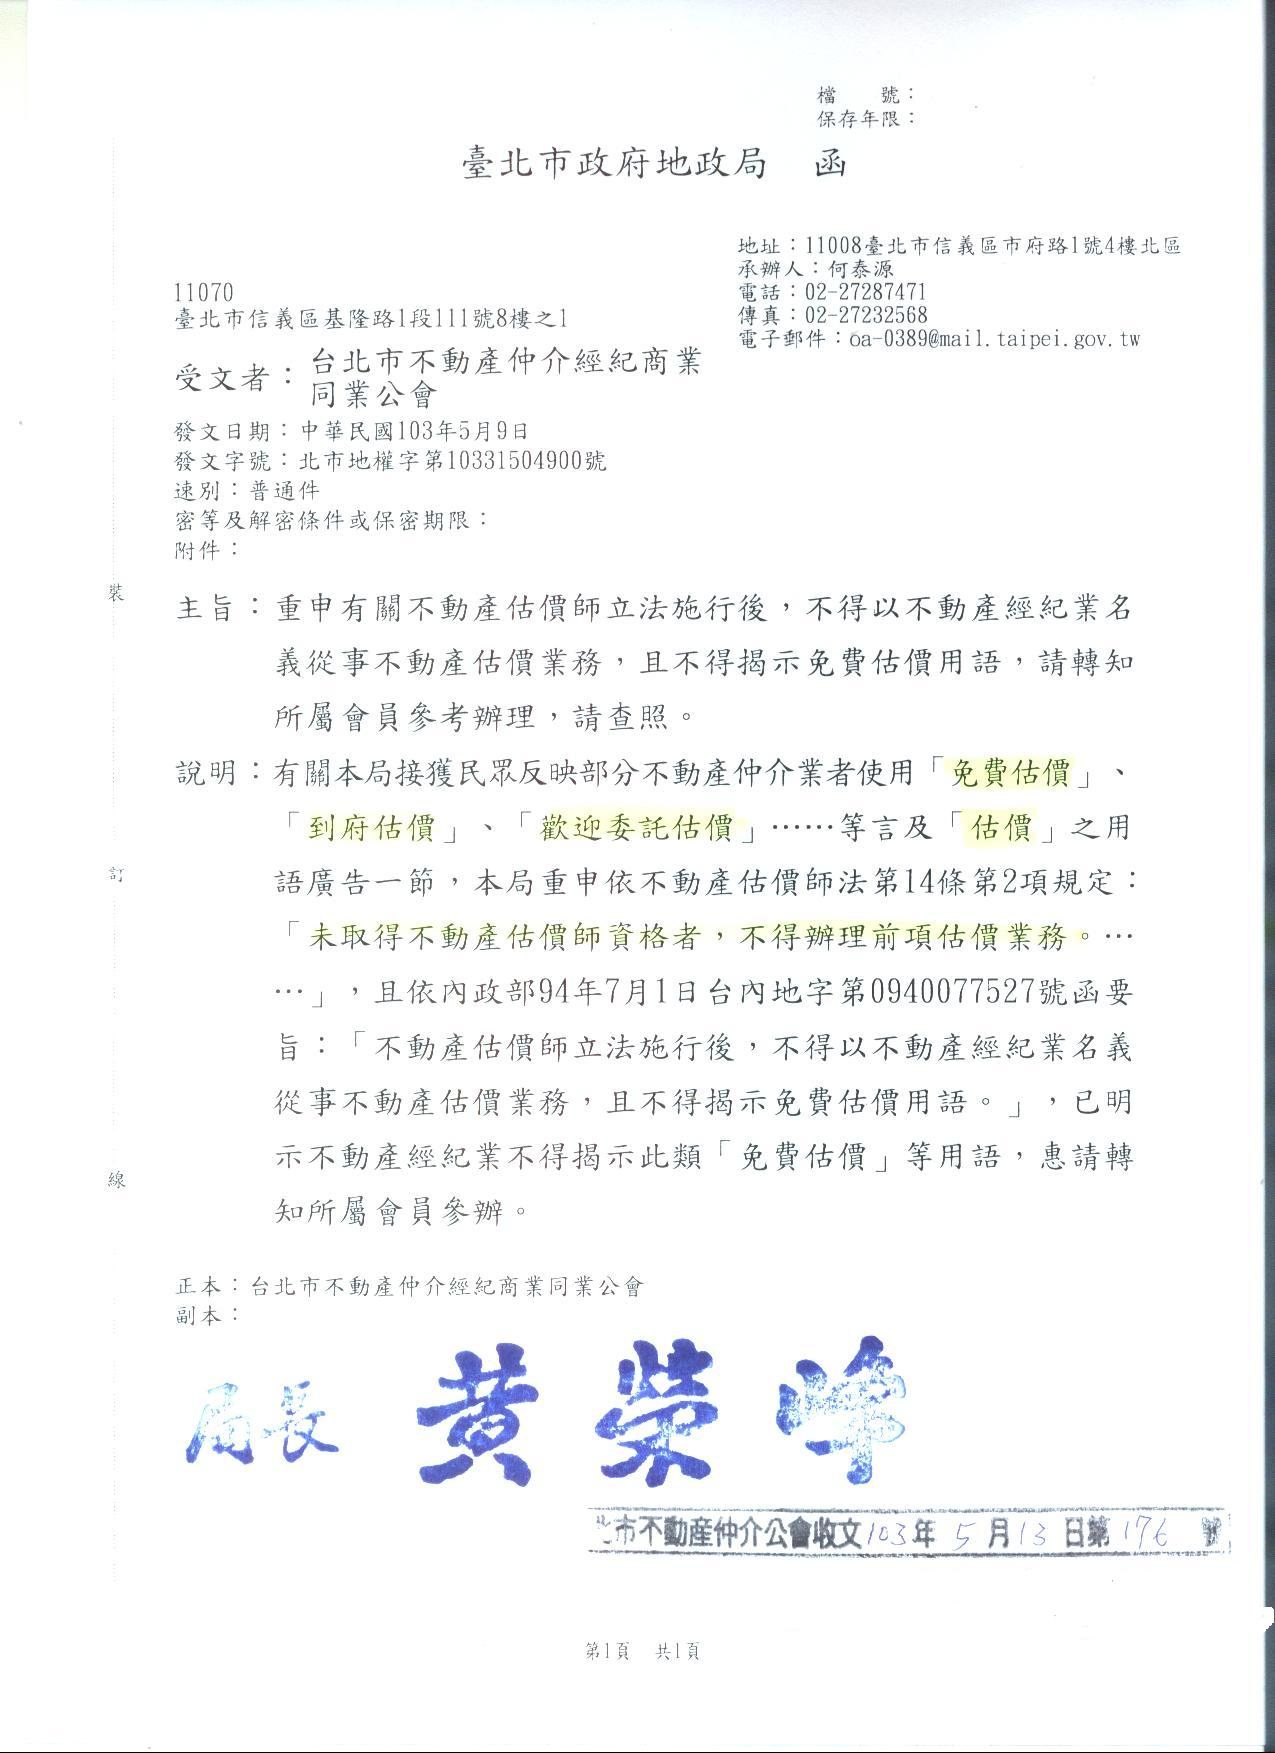 檔　　號：
保存年限：
臺北市政府地政局　函
地址：11008臺北市信義區市府路1號4樓北區
承辦人：何泰源
電話：02-27287471
傳真：02-27232568
電子郵件：oa-0389@mail.taipei.gov.tw
11070
臺北市信義區基隆路1段111號8樓之1
受文者：台北市不動產仲介經紀商業
同業公會
發文日期：中華民國103年5月9日
發文字號：北市地權字第10331504900號
速別：普通件
密等及解密條件或保密期限：
附件：
主旨：重申有關不動產估價師立法施行後，不得以不動產經紀業名
義從事不動產估價業務，且不得揭示免費估價用語，請轉知
所屬會員參考辦理，請查照。
說明：有關本局接獲民眾反映部分不動產仲介業者使用「免費估價」、
「到府估價」、「歡迎委託估價」……等言及「估價」之用
語廣告一節，本局重申依不動產估價師法第14條第2項規定：
「未取得不動產估價師資格者，不得辦理前項估價業務。…
…」，且依內政部94年7月1日台內地字第0940077527號函要
旨：「不動產估價師立法施行後，不得以不動產經紀業名義
從事不動產估價業務，且不得揭示免費估價用語。」，已明
示不動產經紀業不得揭示此類「免費估價」等用語，惠請轉
知所屬會員參辦。
裝
訂
線
正本：台北市不動產仲介經紀商業同業公會
副本：
局長 黃榮峰
北市不動產仲介公會收文103年5月13日第176號
第1頁　共1頁